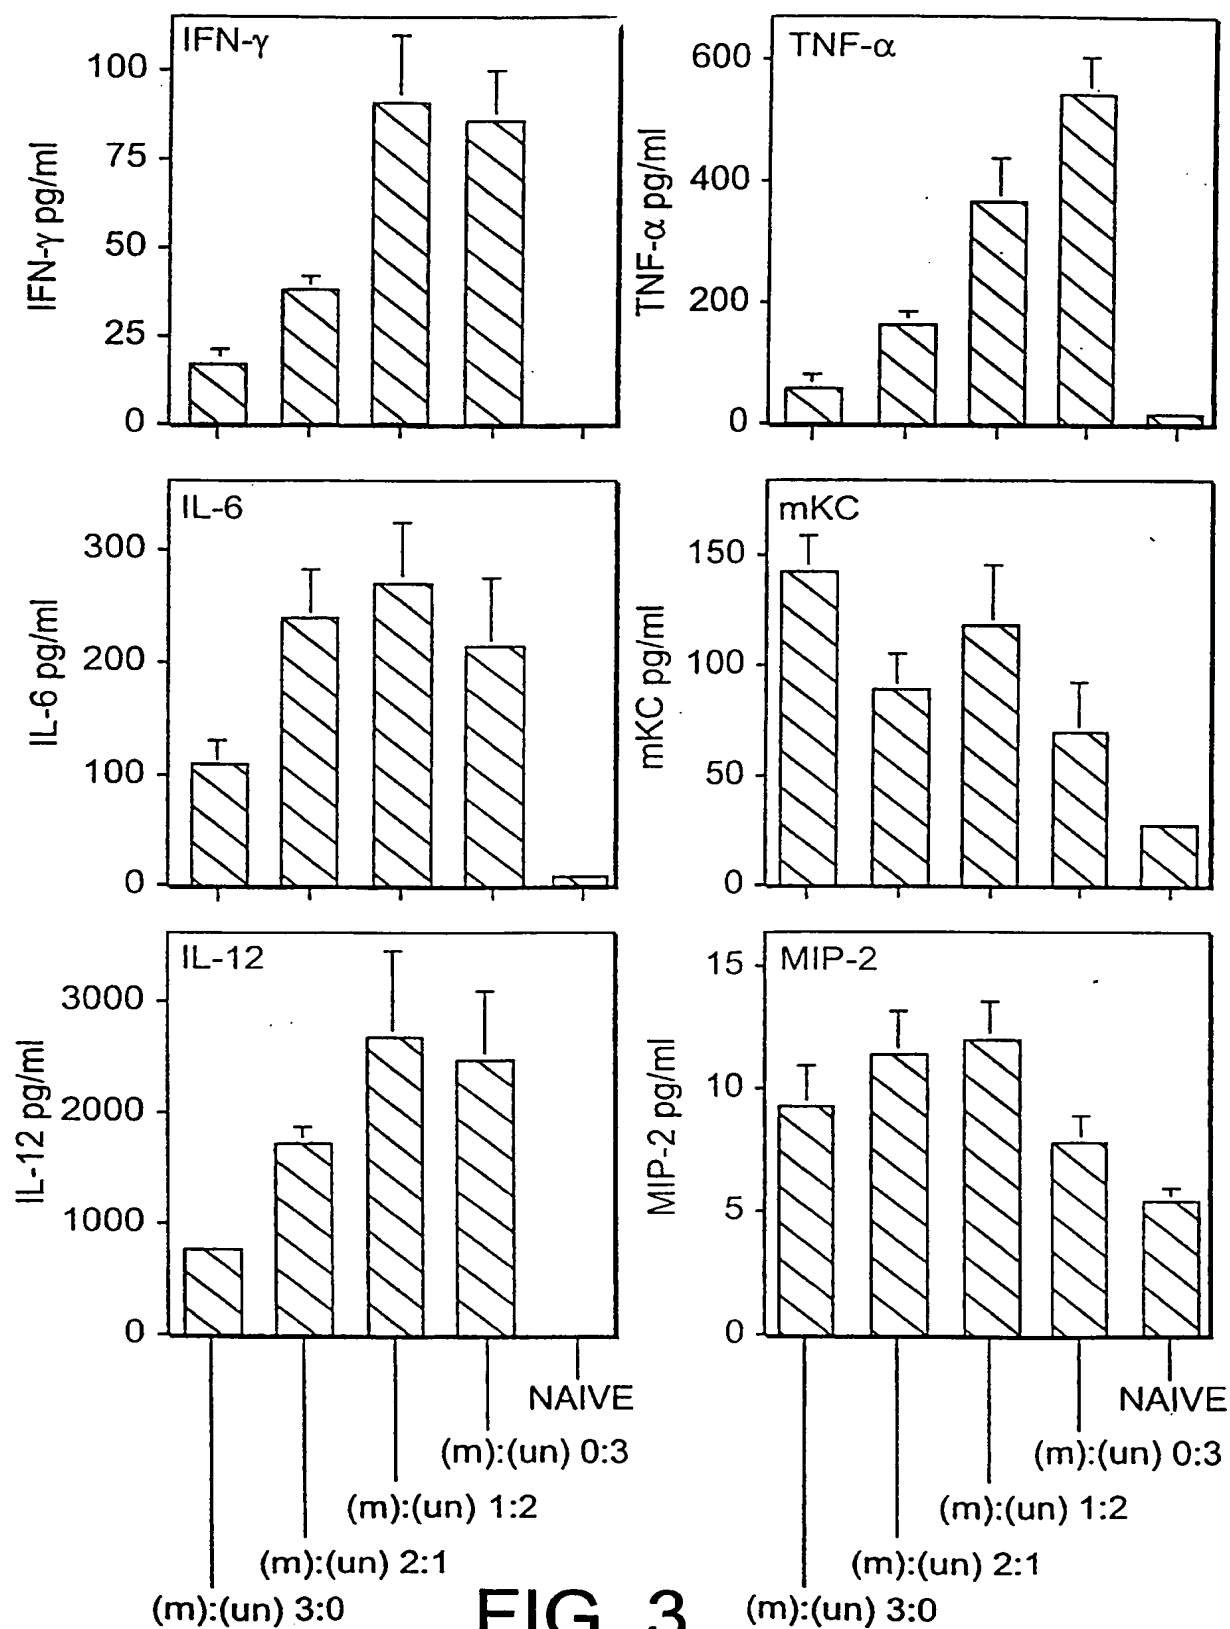 IFN-γ
IFN-γ pg/ml
100
75
50
25
0
TNF-α
TNF-α pg/ml
600
400
200
0
IL-6
IL-6 pg/ml
300
200
100
0
mKC
mKC pg/ml
150
100
50
0
IL-12
IL-12 pg/ml
3000
2000
1000
0
MIP-2
MIP-2 pg/ml
15
10
5
0
NAIVE
(m):(un) 0:3
(m):(un) 1:2
(m):(un) 2:1
(m):(un) 3:0
NAIVE
(m):(un) 0:3
(m):(un) 1:2
(m):(un) 2:1
(m):(un) 3:0
FIG. 3